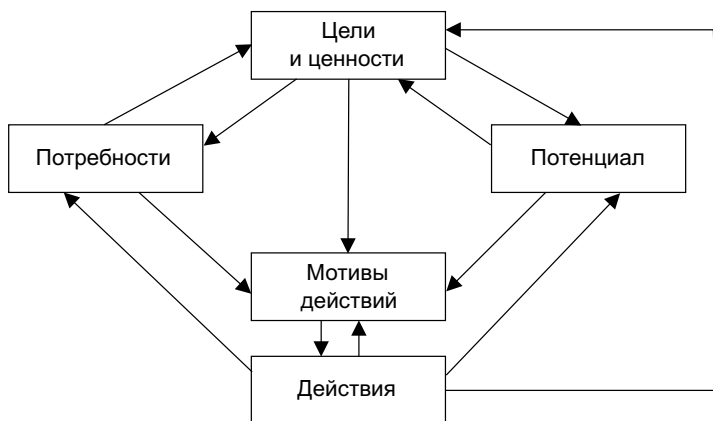 Цели
и ценности
Потребности
Потенциал
Мотивы
действий
Действия